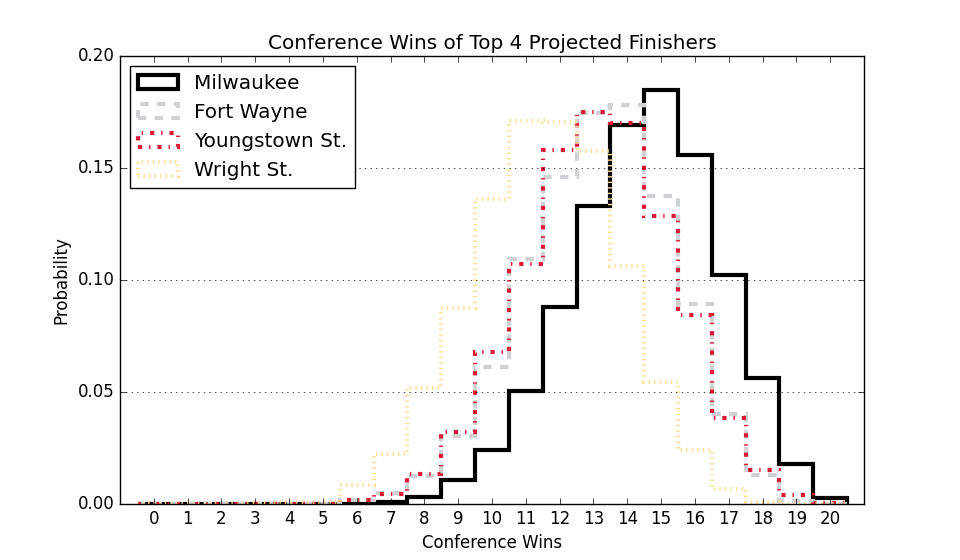 Conference Wins of Top 4 Projected Finishers
0.20
0.15
0.10
0.05
0.00
Probability
Milwaukee
Fort Wayne
Youngstown St.
Wright St.
0 1 2 3 4 5 6 7 8 9 10 11 12 13 14 15 16 17 18 19 20
Conference Wins